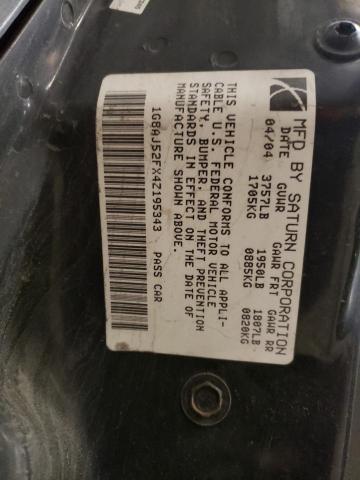 MFD BY SATURN CORPORATION
DATE GVWR GAWR FRT GAWR RR
04/04 3757LB 1950LB 1807LB
1705KG 0885KG 0820KG
THIS VEHICLE CONFORMS TO ALL APPLI-
CABLE U.S. FEDERAL MOTOR VEHICLE
SAFETY, BUMPER, AND THEFT PREVENTION
STANDARDS IN EFFECT ON THE DATE OF
MANUFACTURE SHOWN ABOVE.
1G8AJ52FX4Z195343 PASS CAR